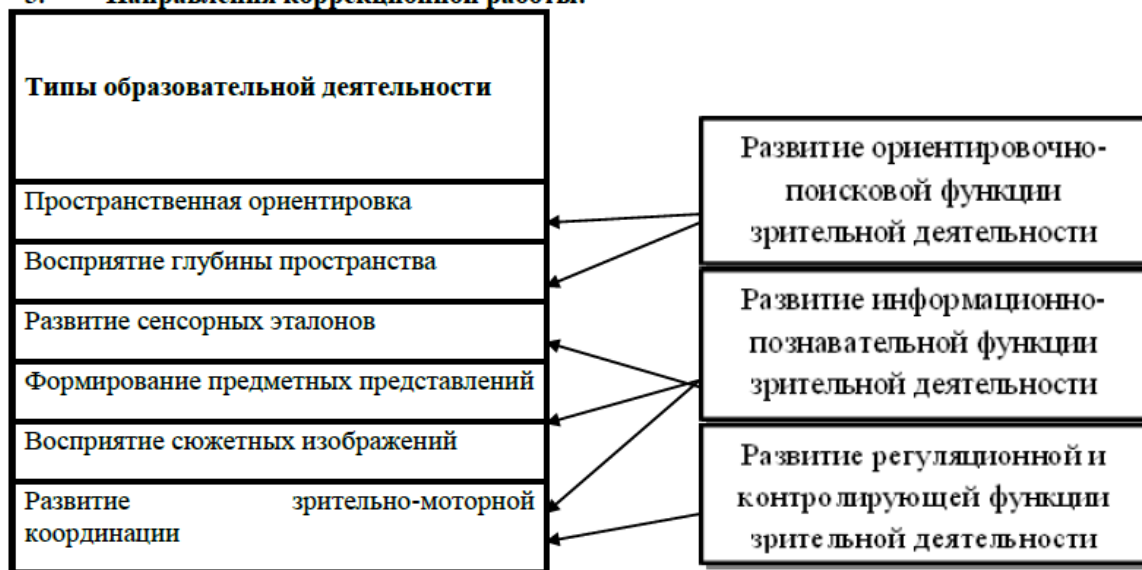 Типы образовательной деятельности
Пространственная ориентировка
Восприятие глубины пространства
Развитие сенсорных эталонов
Формирование предметных представлений
Восприятие сюжетных изображений
Развитие зрительно-моторной
координации
Развитие ориентировочно-
поисковой функции
зрительной деятельности
Развитие информационно-
познавательной функции
зрительной деятельности
Развитие регуляционной и
контролирующей функции
зрительной деятельности